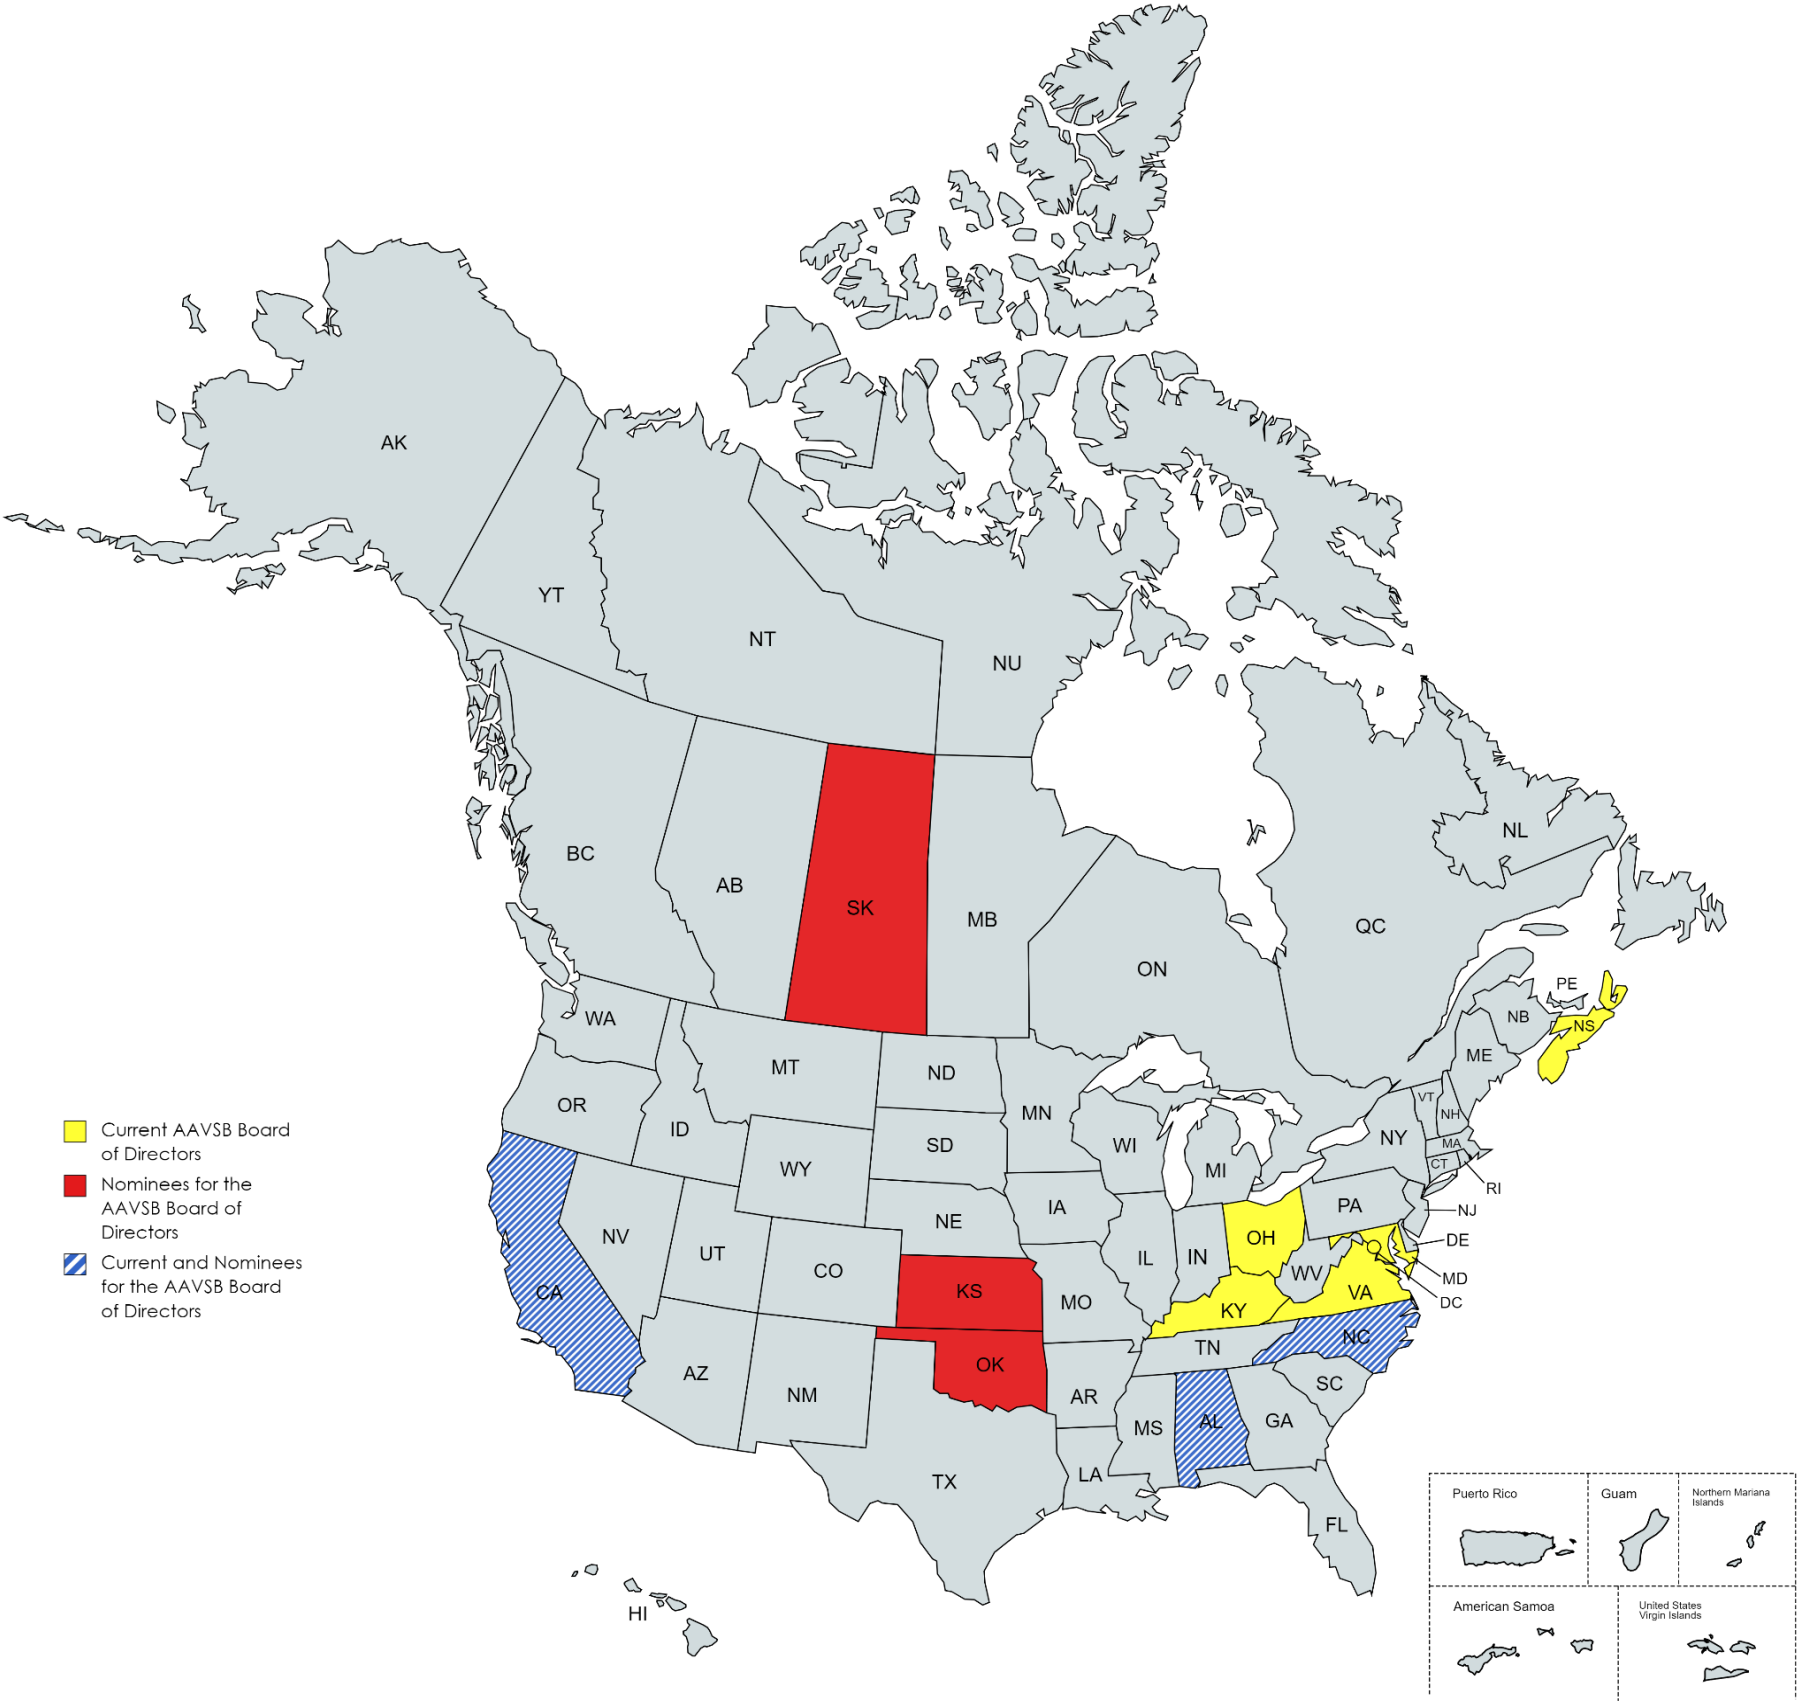 AK
YT
NT
NU
BC
AB
SK
MB
ON
QC
NL
PE
NB
NS
WA
MT
ND
MN
ME
OR
ID
SD
WI
MI
NY
VT
NH
MA
CT
RI
WY
IA
NE
PA
NJ
NV
UT
CO
IL
IN
OH
DE
WV
MD
VA
DC
CA
KS
MO
KY
NC
TN
AZ
NM
OK
AR
SC
MS
AL
GA
TX
LA
FL
HI
Current AAVSB Board
of Directors
Nominees for the
AAVSB Board of
Directors
Current and Nominees
for the AAVSB Board
of Directors
Puerto Rico
Guam
Northern Mariana
Islands
American Samoa
United States
Virgin Islands